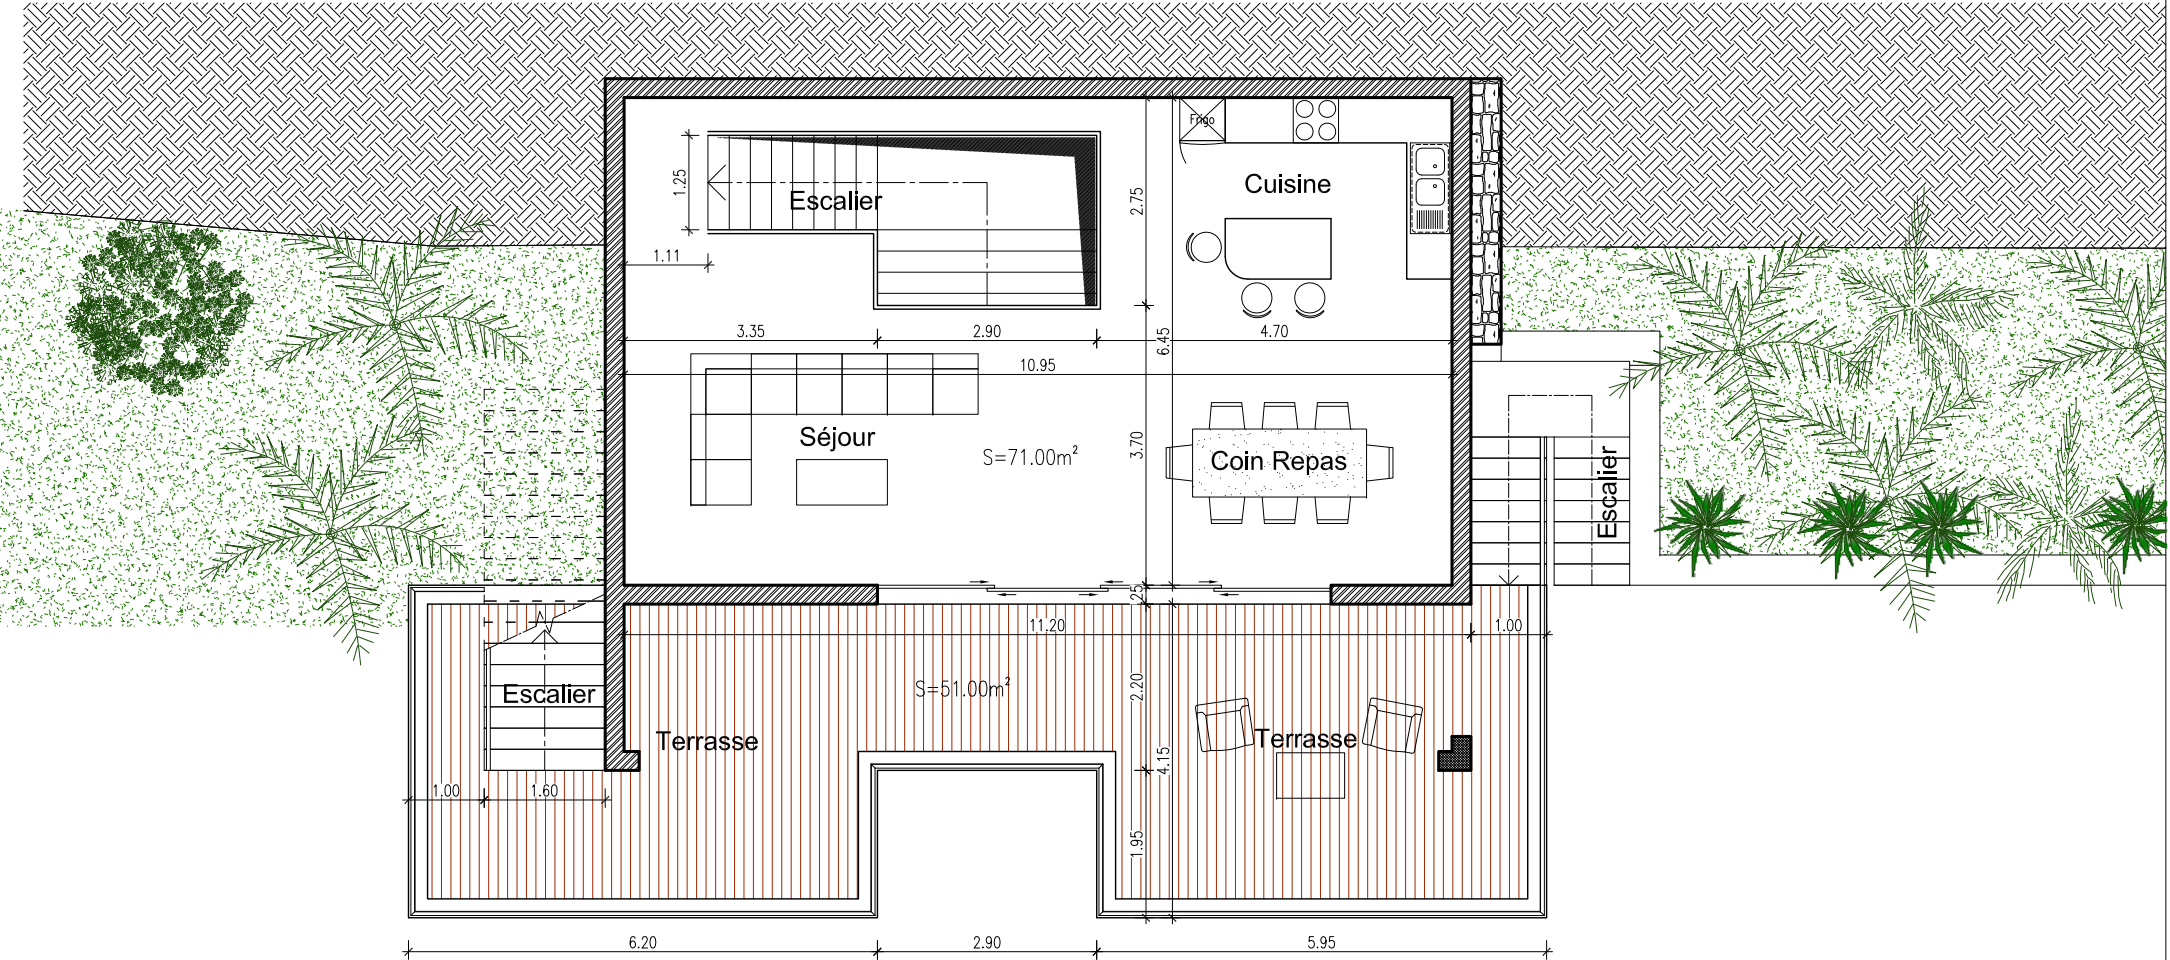 Frigo
Escalier
Cuisine
1.25
2.75
1.11
3.35
2.90
4.70
6.45
10.95
Séjour
S=71.00m²
3.70
Coin Repas
Escalier
.25
11.20
1.00
Escalier
S=51.00m²
2.20
Terrasse
Terrasse
4.15
1.00
1.60
1.95
6.20
2.90
5.95